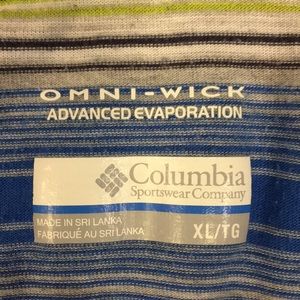 OMNI-WICK
ADVANCED EVAPORATION
Columbia
Sportswear Company
MADE IN SRI LANKA
FABRIQUÉ AU SRI LANKA
XL/TG